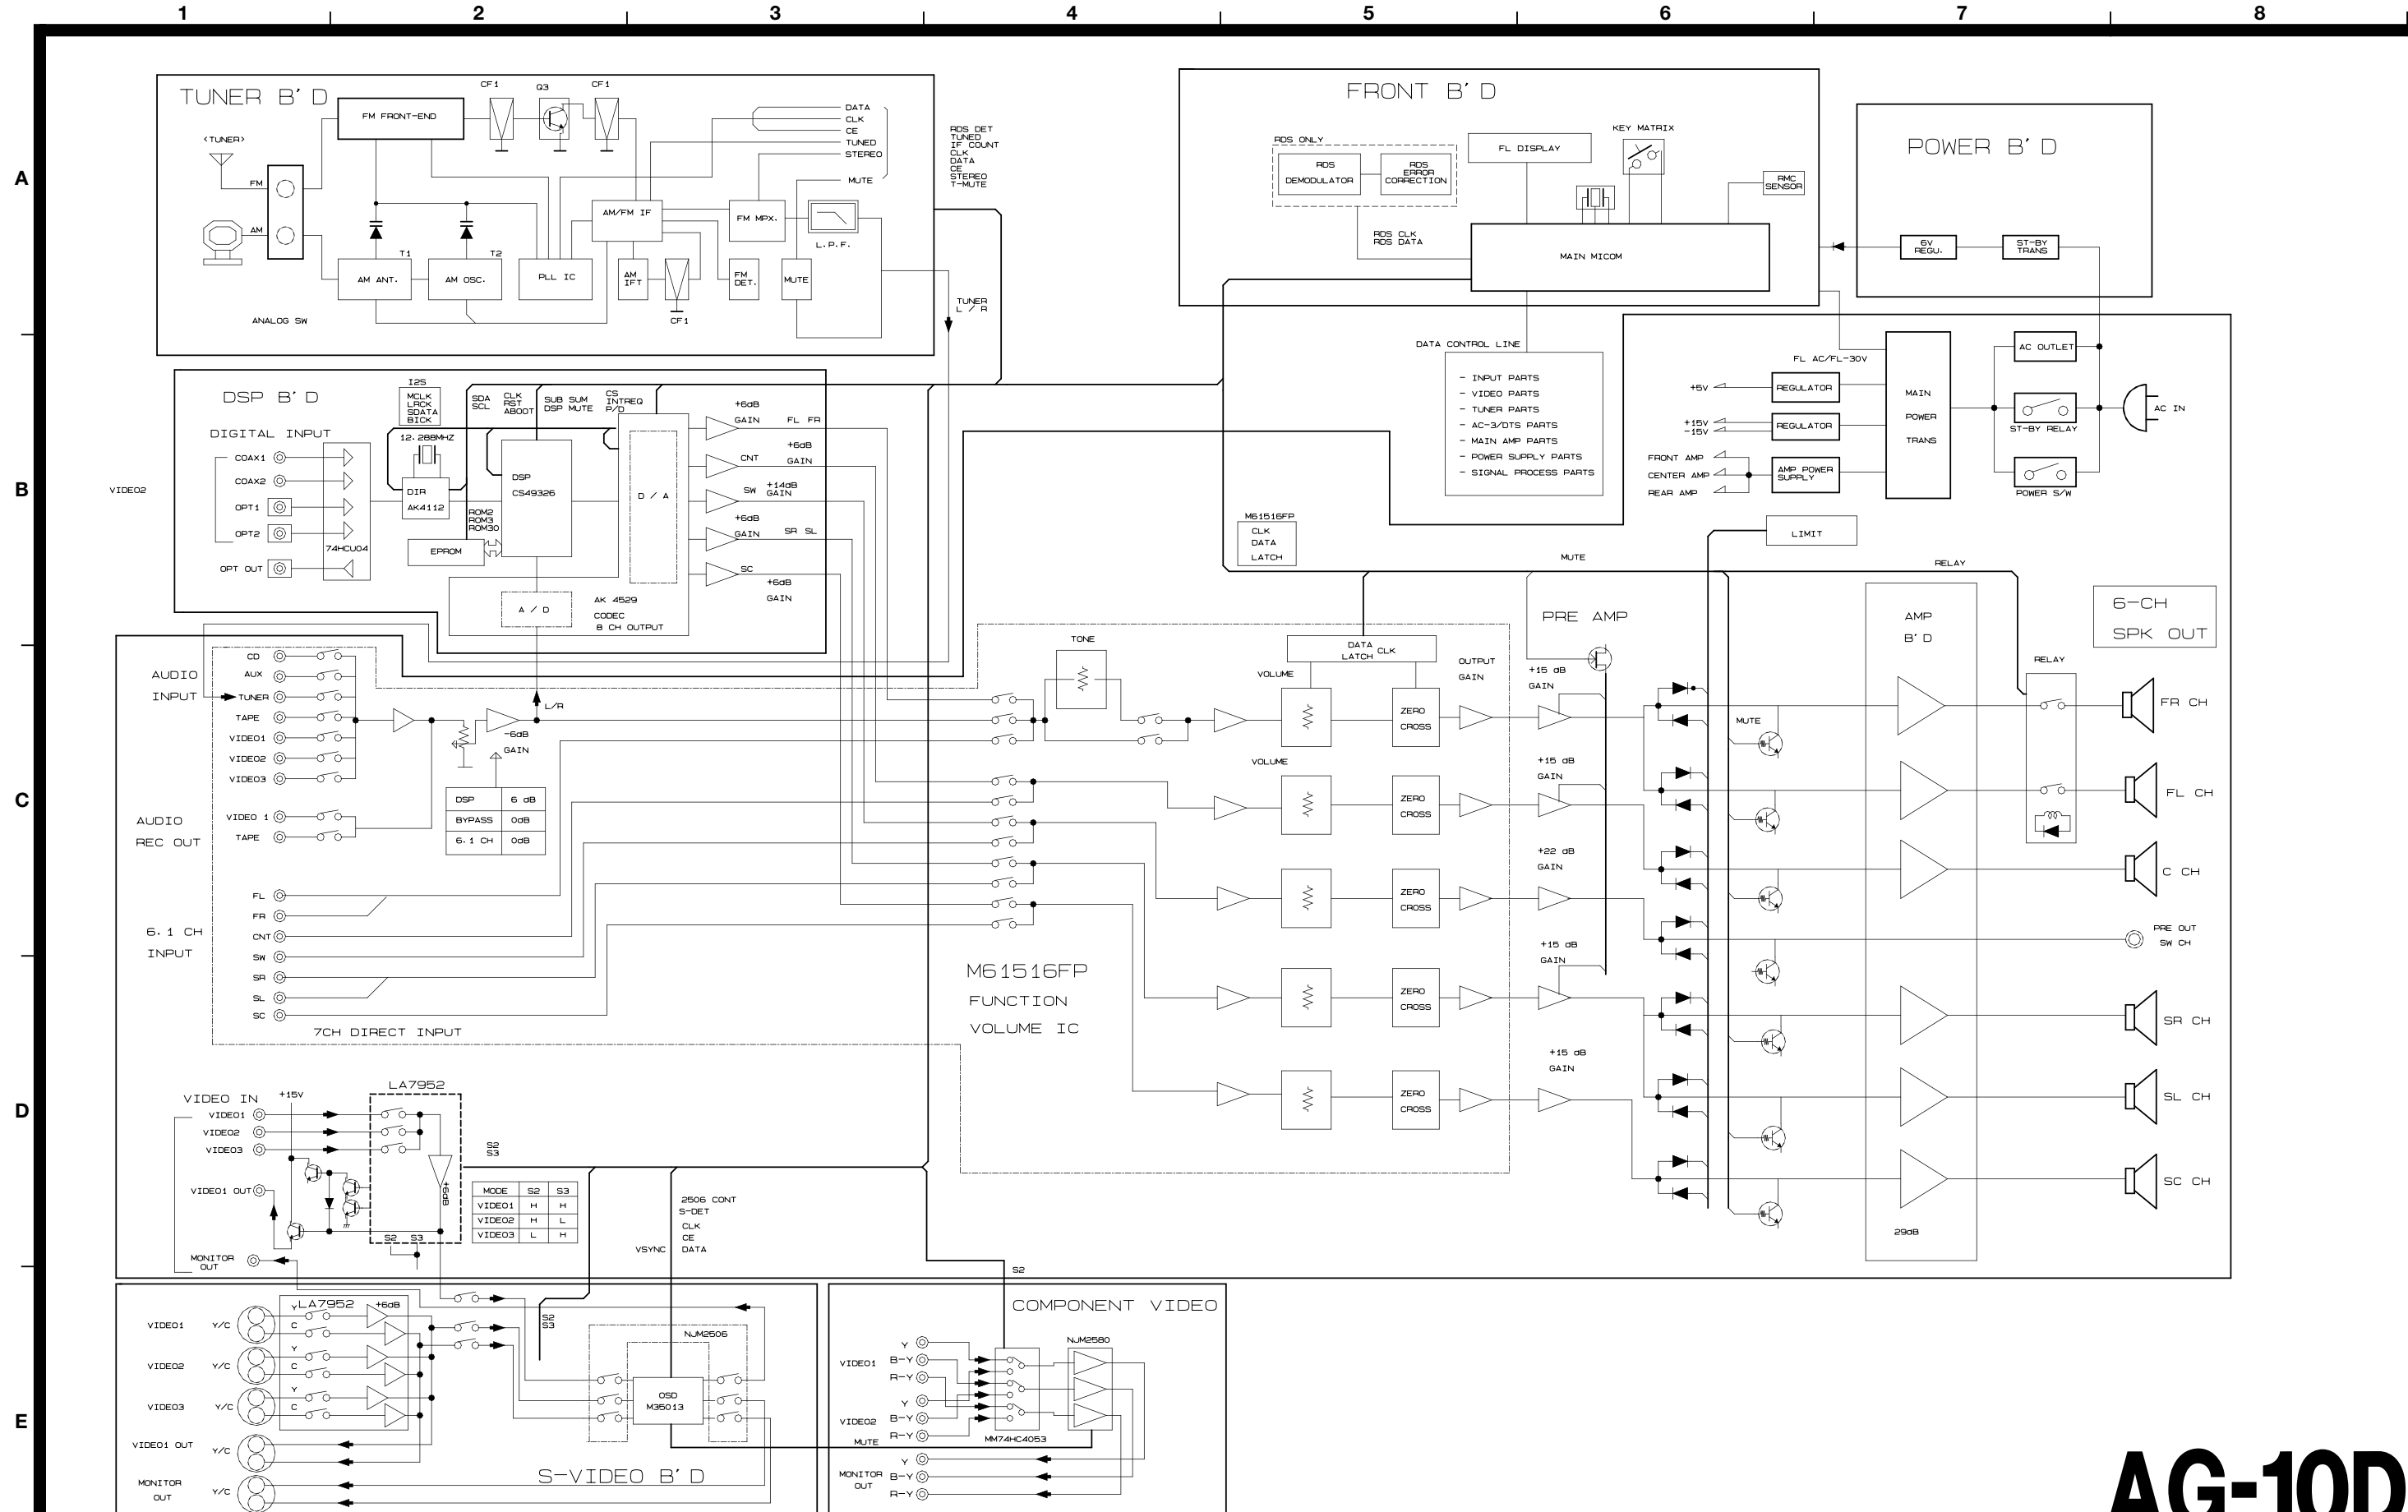 1 2 3 4 5 6 7 8
A
B
C
D
E
TUNER B'D
<TUNER>
FM
AM
FM FRONT-END
CF1
Q3
CF1
DATA
CLK
CE
TUNED
STEREO
MUTE
AM/FM IF
FM MPX.
L.P.F.
T1
T2
AM ANT.
AM OSC.
PLL IC
AM
IFT
CF1
FM
DET.
MUTE
ANALOG SW
RDS DET
TUNED
IF COUNT
CLK
DATA
CE
STEREO
T-MUTE
TUNER
L / R
FRONT B'D
RDS ONLY
RDS
DEMODULATOR
RDS
ERROR
CORRECTION
FL DISPLAY
KEY MATRIX
RMC
SENSOR
RDS CLK
RDS DATA
MAIN MICOM
POWER B'D
6V
REGU.
ST-BY
TRANS
DATA CONTROL LINE
- INPUT PARTS
- VIDEO PARTS
- TUNER PARTS
- AC-3/DTS PARTS
- MAIN AMP PARTS
- POWER SUPPLY PARTS
- SIGNAL PROCESS PARTS
FL AC/FL-30V
+5V
REGULATOR
+15V
-15V
REGULATOR
FRONT AMP
CENTER AMP
REAR AMP
AMP POWER
SUPPLY
MAIN
POWER
TRANS
AC OUTLET
ST-BY RELAY
POWER S/W
AC IN
LIMIT
DSP B'D
DIGITAL INPUT
COAX1
COAX2
OPT1
OPT2
OPT OUT
74HCU04
I2S
MCLK
LRCK
SDATA
BICK
12.288MHZ
DIR
AK4112
SDA
SCL
CLK
RST
ABOOT
SUB SUM
DSP MUTE
CS
INTREQ
P/D
DSP
CS49326
ROM2
ROM3
ROM30
EPROM
D / A
A / D
AK 4529
CODEC
8 CH OUTPUT
+6dB
GAIN
FL FR
+6dB
CNT
GAIN
+14dB
SW
GAIN
+6dB
GAIN
SR SL
SC
+6dB
GAIN
VIDEO2
M61516FP
CLK
DATA
LATCH
MUTE
RELAY
AUDIO
INPUT
CD
AUX
TUNER
TAPE
VIDEO1
VIDEO2
VIDEO3
L/R
-6dB
GAIN
DSP 6 dB
BYPASS 0dB
6.1 CH 0dB
AUDIO
REC OUT
VIDEO 1
TAPE
6.1 CH
INPUT
FL
FR
CNT
SW
SR
SL
SC
7CH DIRECT INPUT
TONE
DATA
LATCH CLK
VOLUME
OUTPUT
GAIN
ZERO
CROSS
VOLUME
ZERO
CROSS
ZERO
CROSS
ZERO
CROSS
ZERO
CROSS
M61516FP
FUNCTION
VOLUME IC
PRE AMP
+15 dB
GAIN
+15 dB
GAIN
+22 dB
GAIN
+15 dB
GAIN
+15 dB
GAIN
MUTE
AMP
B'D
29dB
RELAY
6-CH
SPK OUT
FR CH
FL CH
C CH
PRE OUT
SW CH
SR CH
SL CH
SC CH
VIDEO IN
+15V
LA7952
VIDEO1
VIDEO2
VIDEO3
VIDEO1 OUT
+6dB
S2 S3
MONITOR
OUT
S2
S3
MODE S2 S3
VIDEO1 H H
VIDEO2 H L
VIDEO3 L H
2506 CONT
S-DET
CLK
CE
VSYNC
DATA
S2
LA7952
+6dB
VIDEO1 Y/C
Y
C
VIDEO2 Y/C
Y
C
VIDEO3 Y/C
Y
C
VIDEO1 OUT Y/C
MONITOR
OUT
Y/C
S2
S3
NJM2506
OSD
M35013
S-VIDEO B'D
COMPONENT VIDEO
VIDEO1
Y
B-Y
R-Y
VIDEO2
Y
B-Y
R-Y
MUTE
NJM2580
MM74HC4053
MONITOR
OUT
Y
B-Y
R-Y
AG-10D